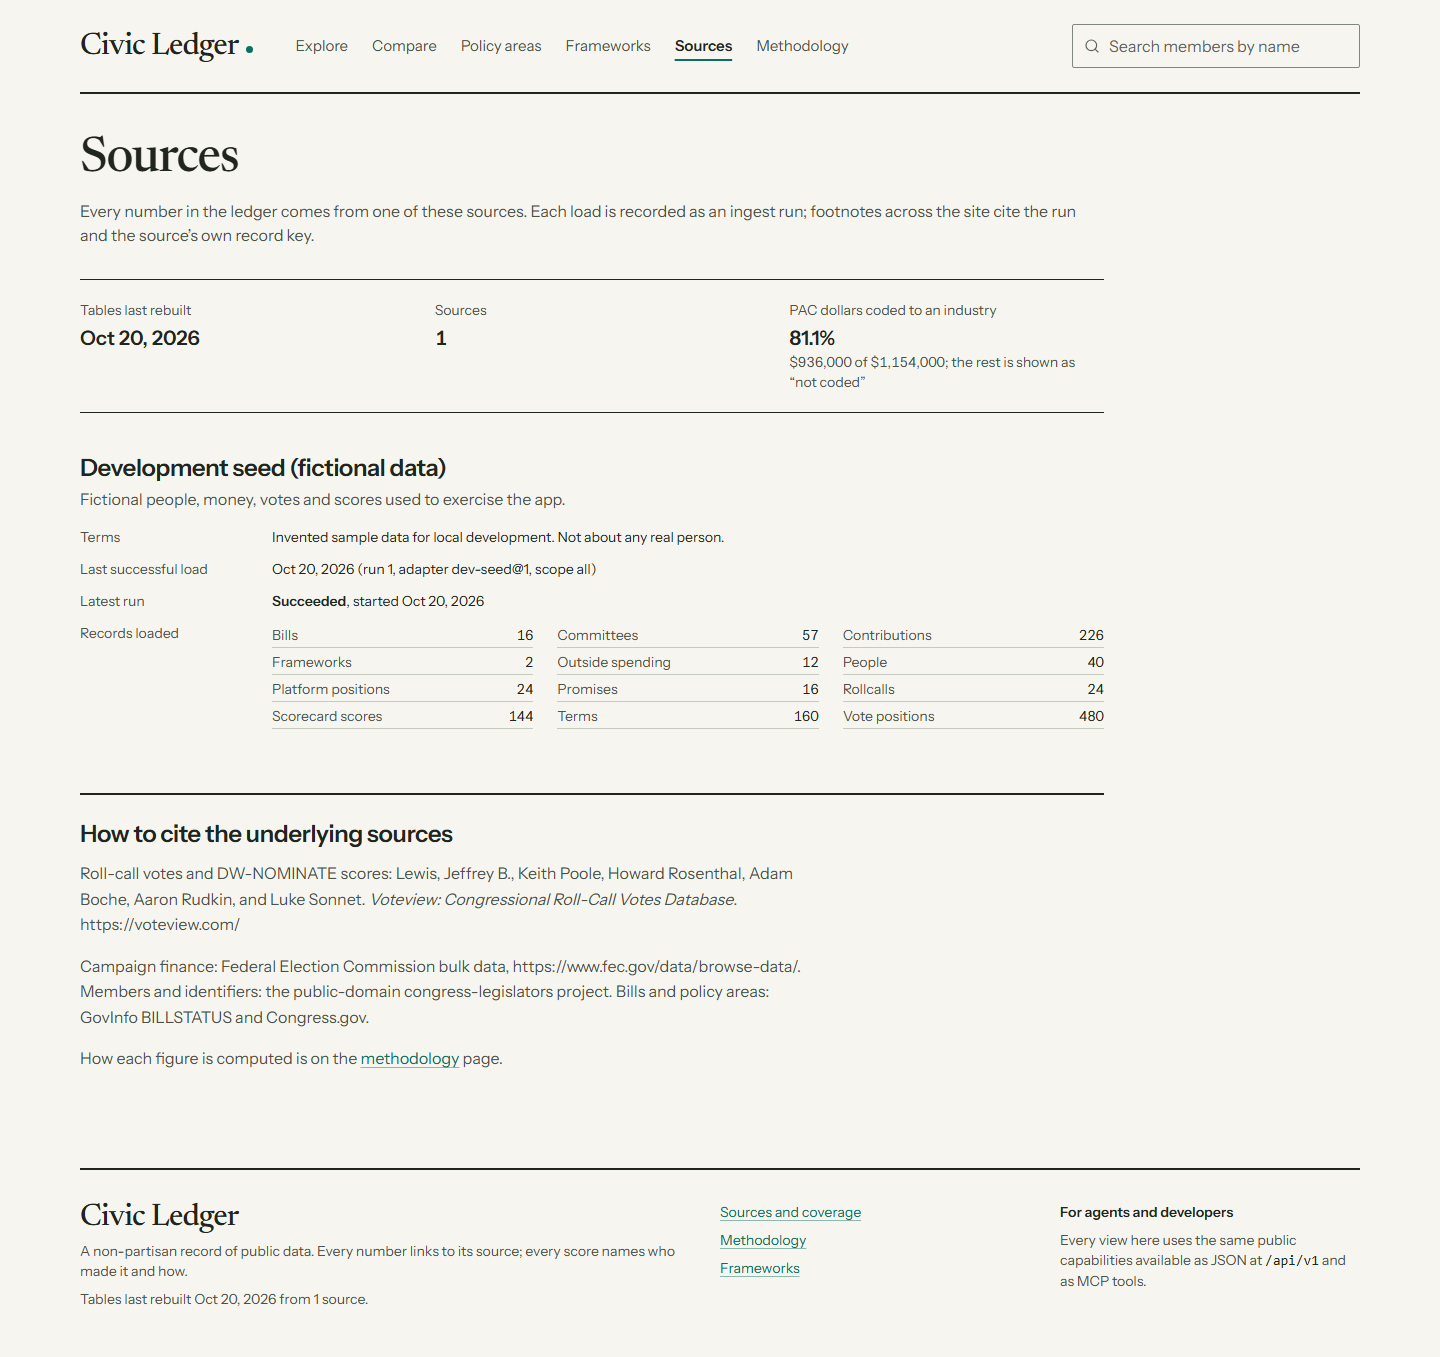 Civic Ledger
Explore
Compare
Policy areas
Frameworks
Sources
Methodology
Search members by name
Sources
Every number in the ledger comes from one of these sources. Each load is recorded as an ingest run; footnotes across the site cite the run
and the source’s own record key.
Tables last rebuilt
Oct 20, 2026
Sources
1
PAC dollars coded to an industry
81.1%
$936,000 of $1,154,000; the rest is shown as
“not coded”
Development seed (fictional data)
Fictional people, money, votes and scores used to exercise the app.
Terms
Invented sample data for local development. Not about any real person.
Last successful load
Oct 20, 2026 (run 1, adapter dev-seed@1, scope all)
Latest run
Succeeded, started Oct 20, 2026
Records loaded
Bills 16
Committees 57
Contributions 226
Frameworks 2
Outside spending 12
People 40
Platform positions 24
Promises 16
Rollcalls 24
Scorecard scores 144
Terms 160
Vote positions 480
How to cite the underlying sources
Roll-call votes and DW-NOMINATE scores: Lewis, Jeffrey B., Keith Poole, Howard Rosenthal, Adam
Boche, Aaron Rudkin, and Luke Sonnet. Voteview: Congressional Roll-Call Votes Database.
https://voteview.com/
Campaign finance: Federal Election Commission bulk data, https://www.fec.gov/data/browse-data/.
Members and identifiers: the public-domain congress-legislators project. Bills and policy areas:
GovInfo BILLSTATUS and Congress.gov.
How each figure is computed is on the methodology page.
Civic Ledger
A non-partisan record of public data. Every number links to its source; every score names who
made it and how.
Tables last rebuilt Oct 20, 2026 from 1 source.
Sources and coverage
Methodology
Frameworks
For agents and developers
Every view here uses the same public
capabilities available as JSON at /api/v1 and
as MCP tools.